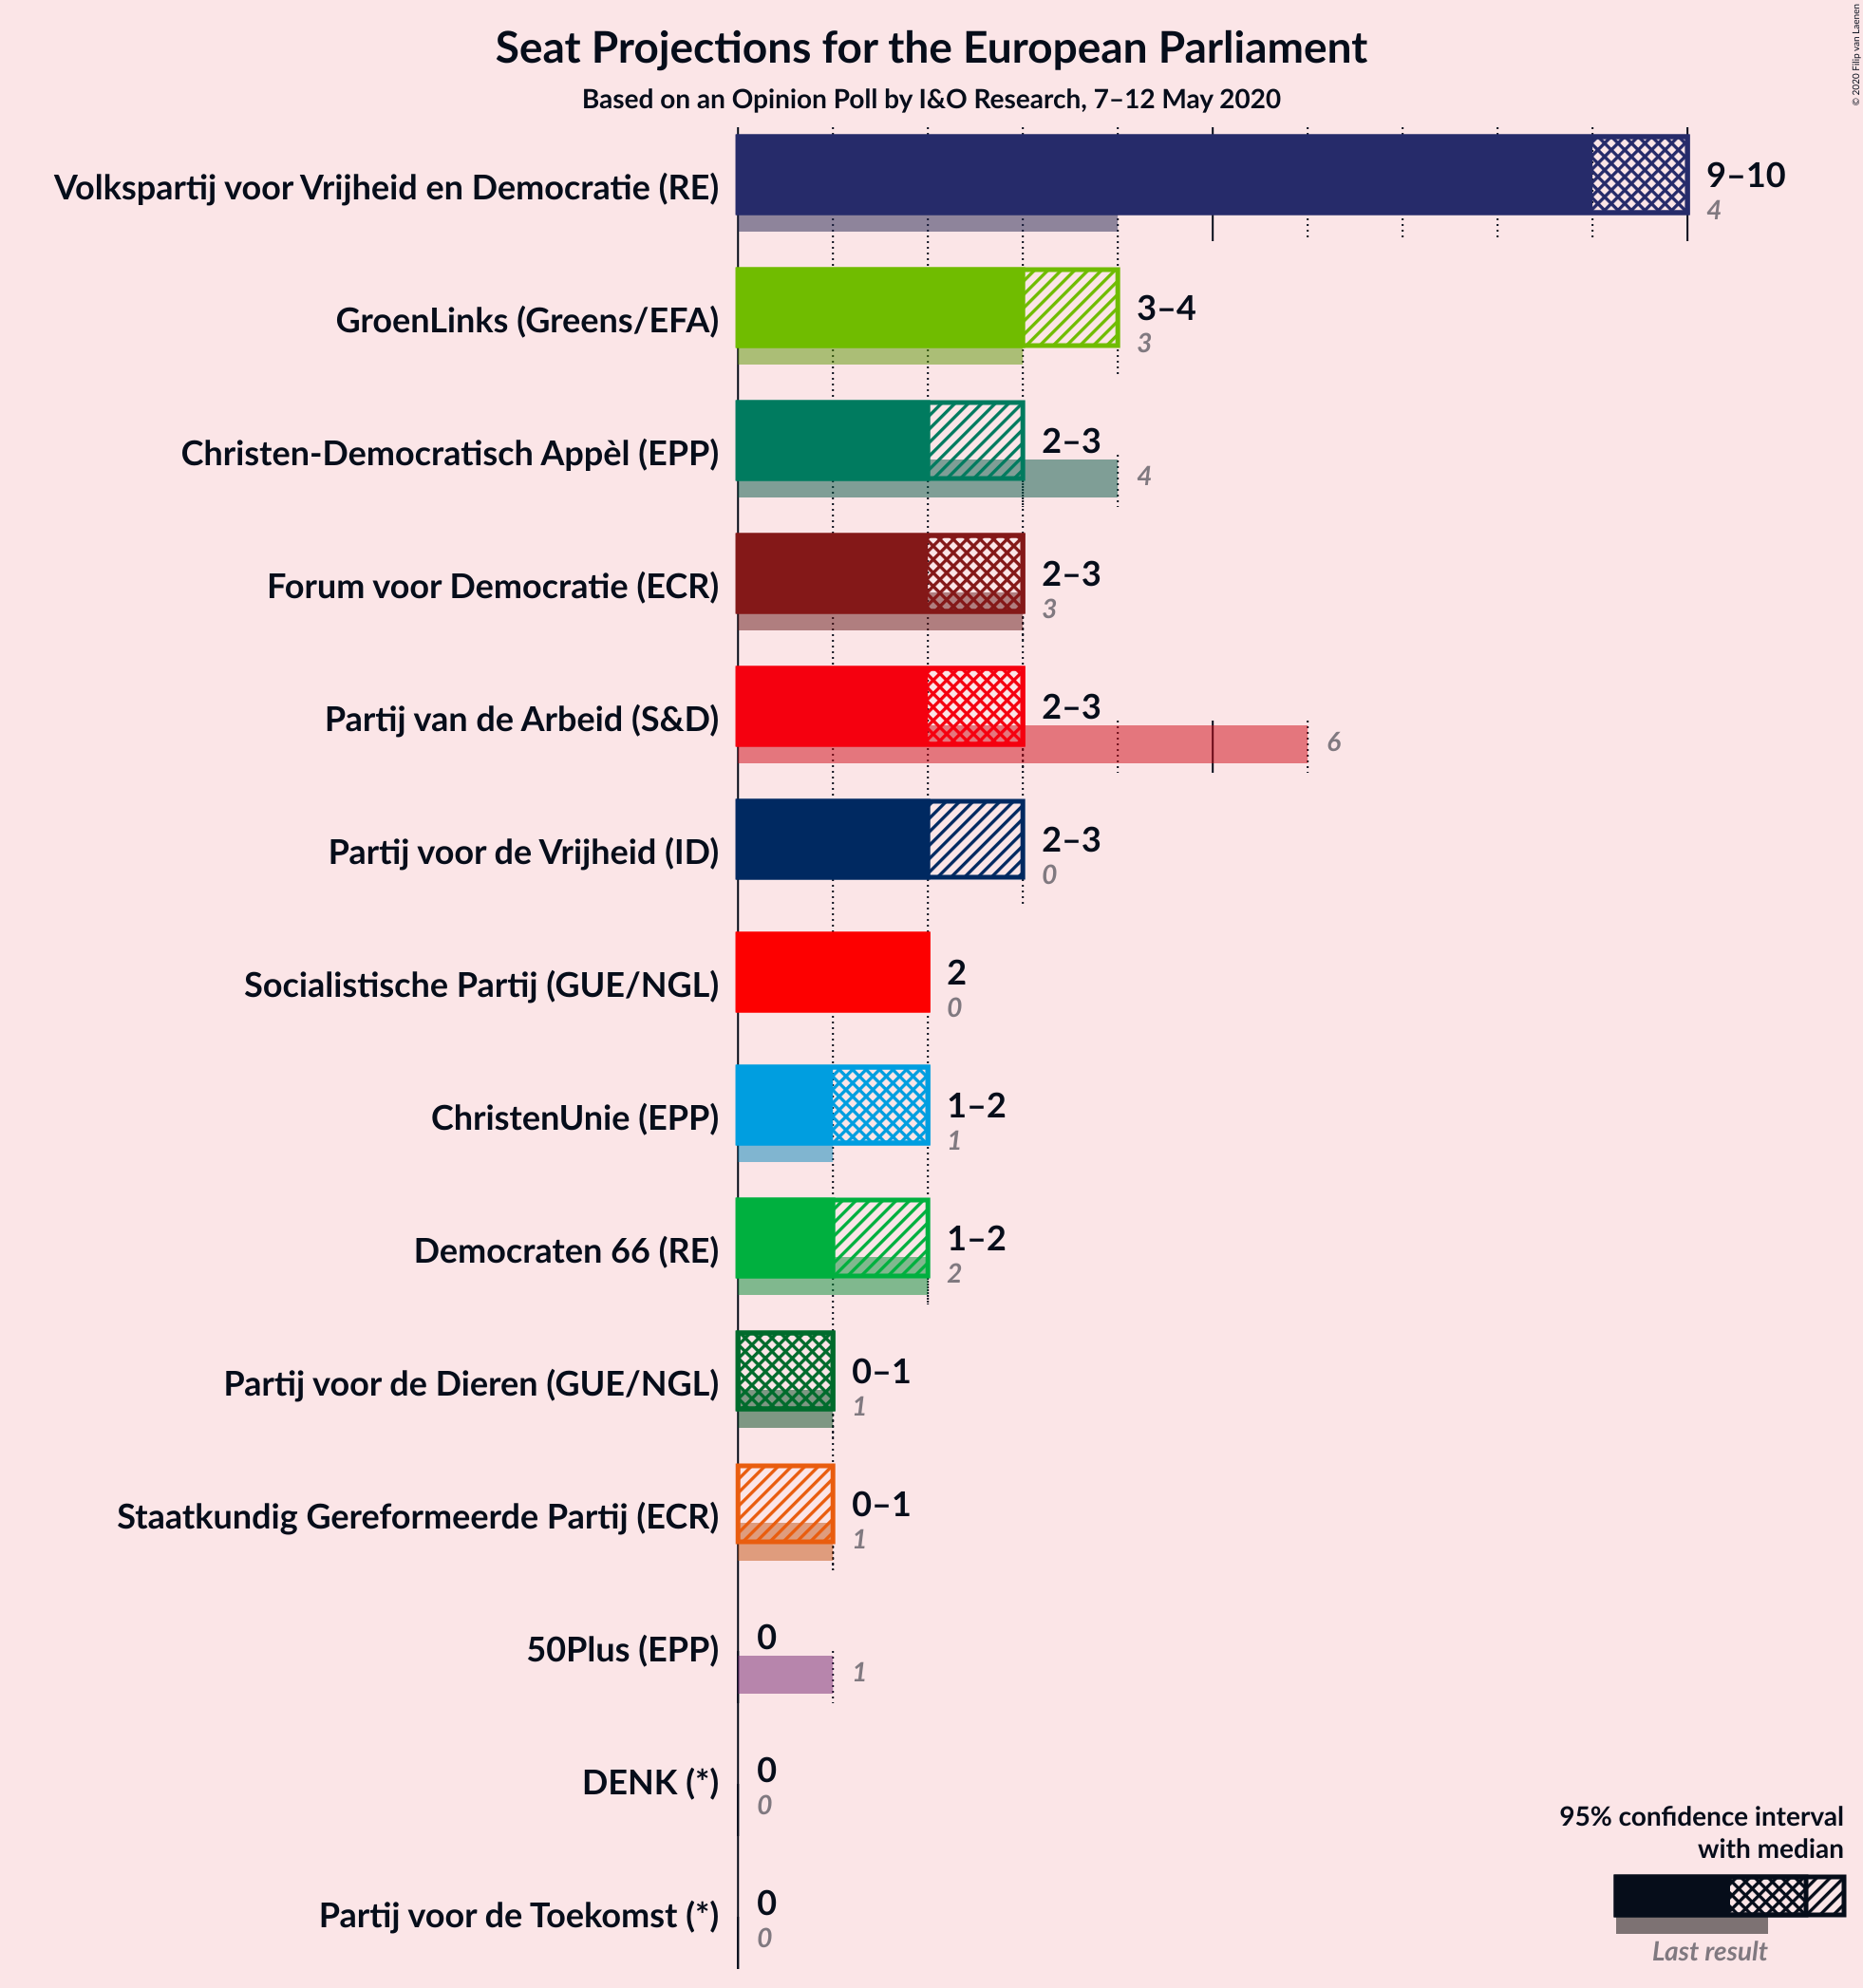 Seat Projections for the European Parliament
Based on an Opinion Poll by I&O Research, 7–12 May 2020
© 2020 Filip van Laenen
Volkspartij voor Vrijheid en Democratie (RE)
9–10
4
GroenLinks (Greens/EFA)
3–4
3
Christen-Democratisch Appèl (EPP)
2–3
4
Forum voor Democratie (ECR)
2–3
3
Partij van de Arbeid (S&D)
2–3
6
Partij voor de Vrijheid (ID)
2–3
0
Socialistische Partij (GUE/NGL)
2
0
ChristenUnie (EPP)
1–2
1
Democraten 66 (RE)
1–2
2
Partij voor de Dieren (GUE/NGL)
0–1
1
Staatkundig Gereformeerde Partij (ECR)
0–1
1
50Plus (EPP)
0
1
DENK (*)
0
0
Partij voor de Toekomst (*)
0
0
95% confidence interval
with median
Last result